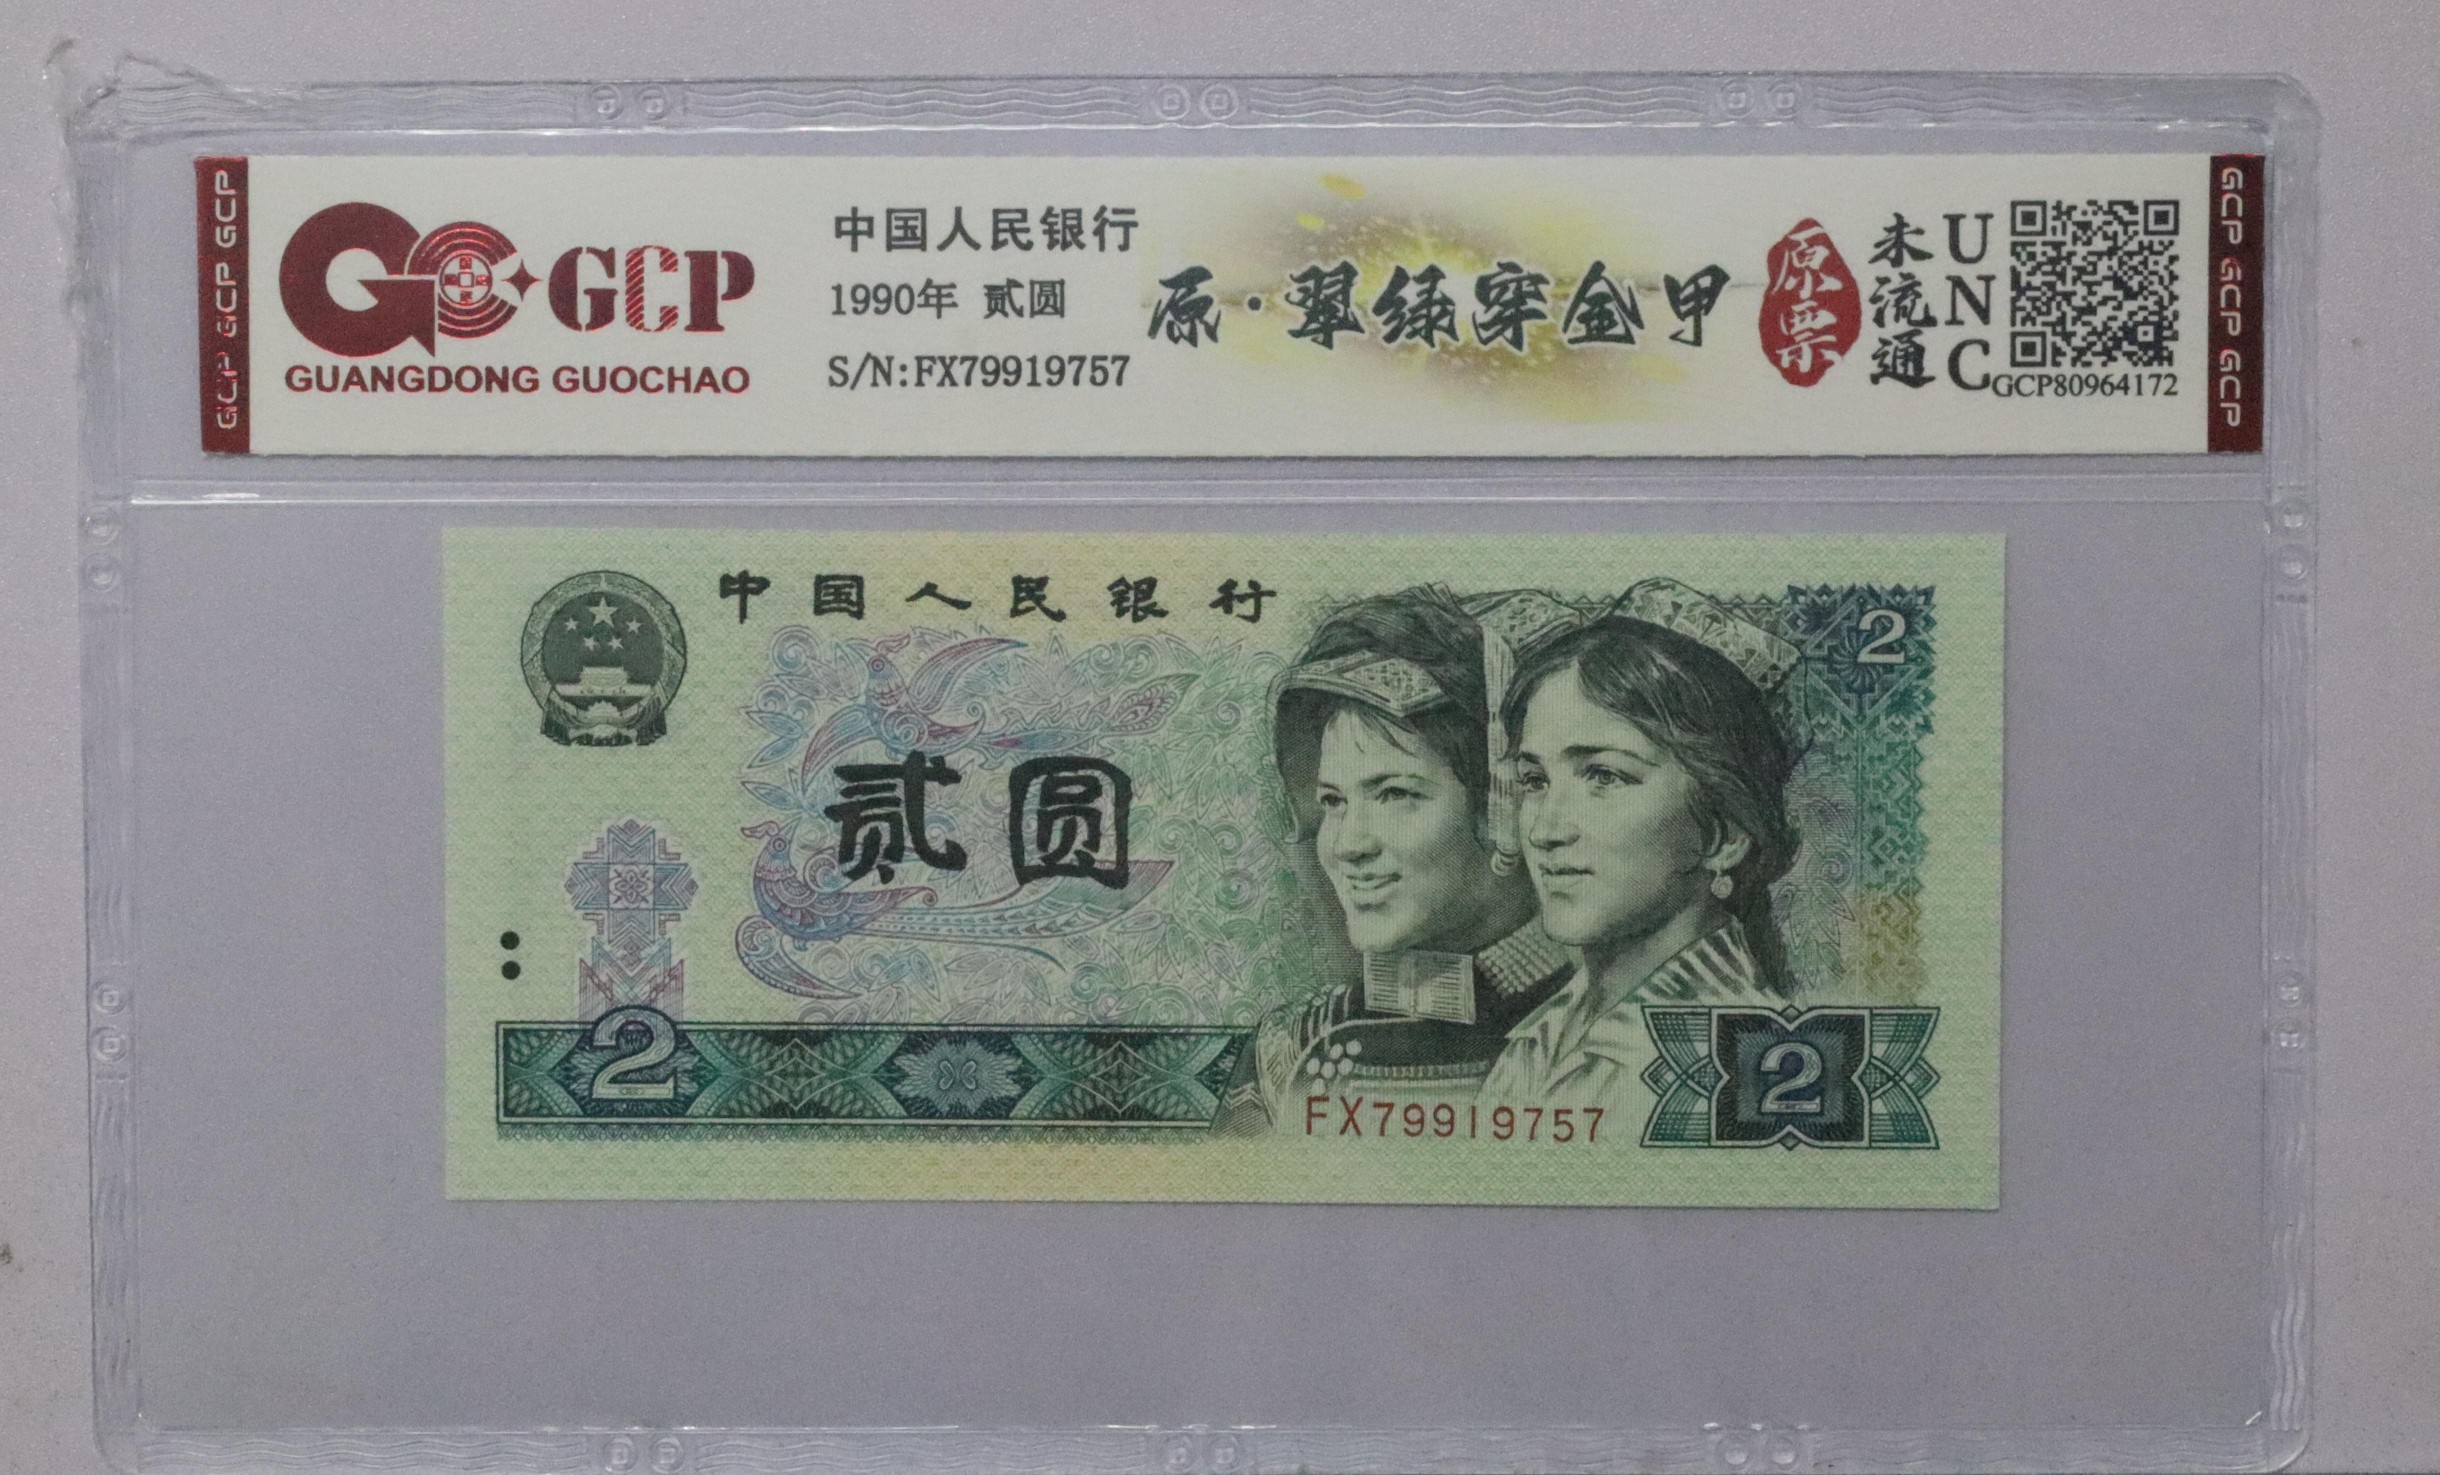 GCP GCP GCP
GCP
GUANGDONG GUOCHAO
中国人民银行
1990年 贰圆
S/N:FX79919757
原·翠绿穿金甲
原票
未流通
UNC
GCP80964172
GCP GCP GCP
中国人民银行
贰圆
2
2
2
FX79919757